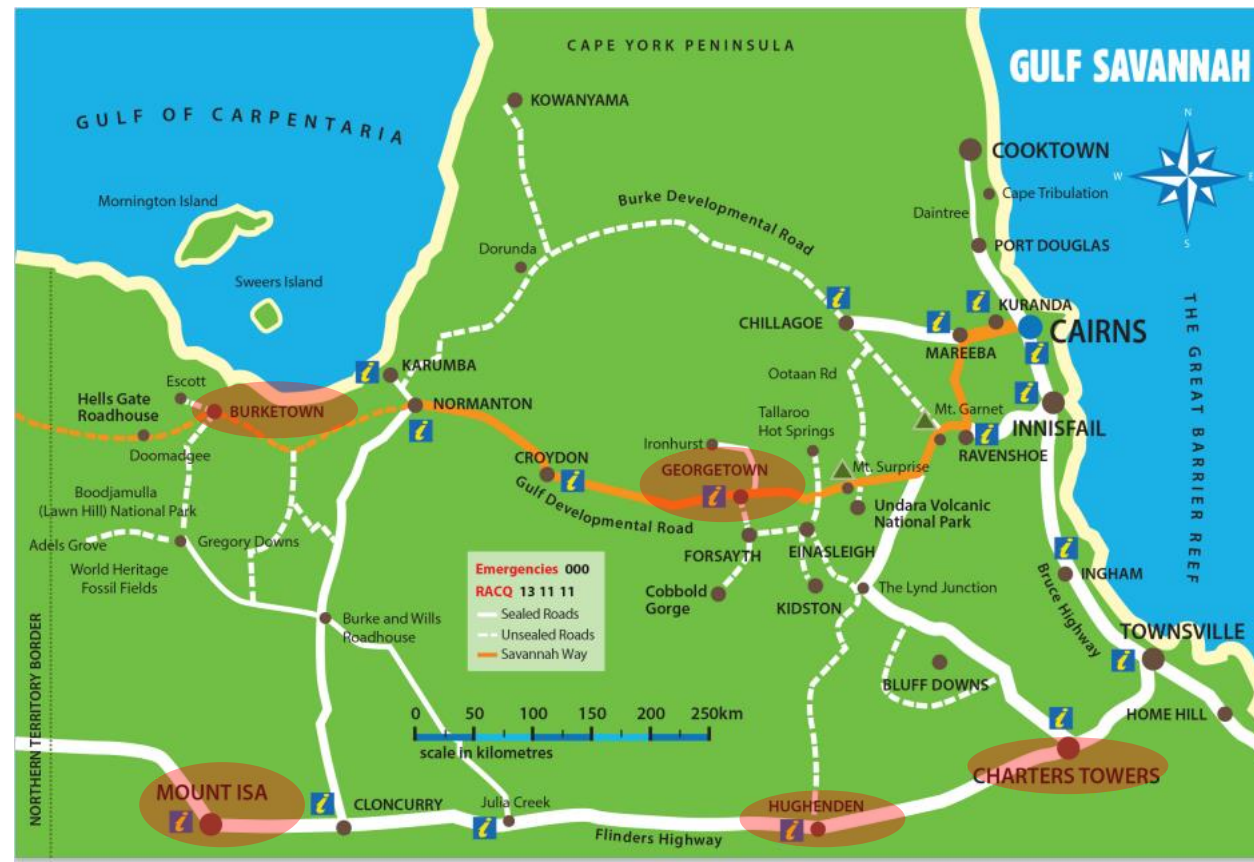 CAPE YORK PENINSULA
GULF SAVANNAH
GULF OF CARPENTARIA
KOWANYAMA
N
W
E
S
COOKTOWN
Cape Tribulation
Daintree
PORT DOUGLAS
Mornington Island
Burke Developmental Road
Dorunda
Sweers Island
THE GREAT BARRIER REEF
i
KURANDA
CHILLAGOE
i
i
CAIRNS
MAREEBA
i
KARUMBA
i
Ootaan Rd
Escott
Hells Gate
Roadhouse
BURKETOWN
NORMANTON
i
Tallaroo
Hot Springs
Mt. Garnet
i
INNISFAIL
i
RAVENSHOE
Doomadgee
Ironhurst
CROYDON
i
GEORGETOWN
i
Mt. Surprise
Gulf Developmental Road
Undara Volcanic
National Park
Boodjamulla
(Lawn Hill) National Park
Adels Grove
Gregory Downs
World Heritage
Fossil Fields
FORSAYTH
EINASLEIGH
i
INGHAM
Bruce Highway
Cobbold
Gorge
KIDSTON
The Lynd Junction
Emergencies 000
RACQ 13 11 11
Sealed Roads
Unsealed Roads
Savannah Way
Burke and Wills
Roadhouse
TOWNSVILLE
i
BLUFF DOWNS
HOME HILL
NORTHERN TERRITORY BORDER
0 50 100 150 200 250km
scale in kilometres
i
CHARTERS TOWERS
MOUNT ISA
i
i
CLONCURRY
Julia Creek
i
Flinders Highway
HUGHENDEN
i